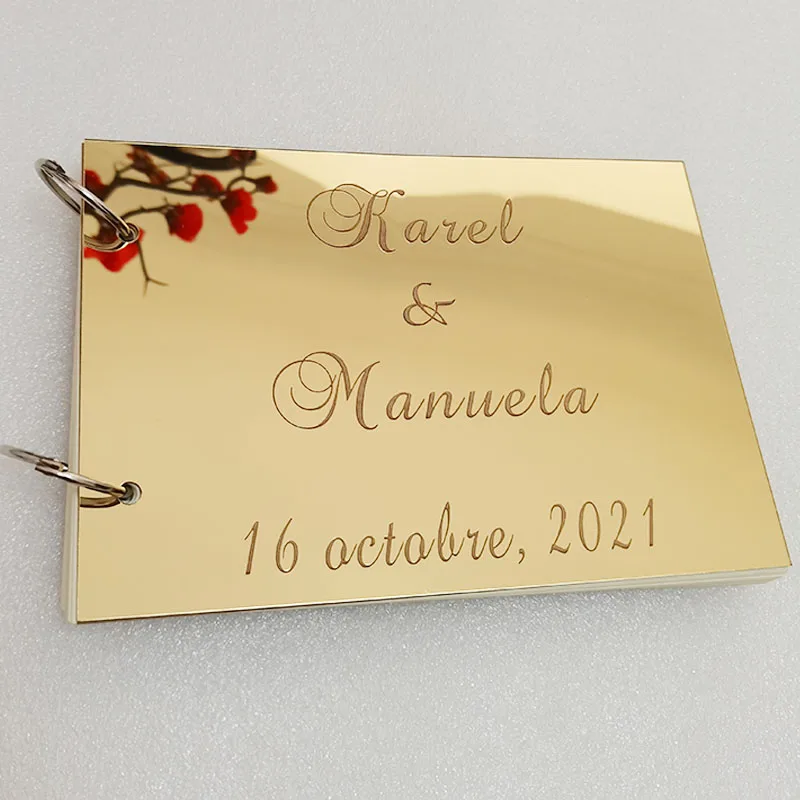 Karel
&
Manuela
16 octobre, 2021